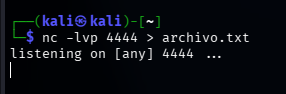 ┌──(kali㉿kali)-[~]
└─$ nc -lvp 4444 > archivo.txt
listening on [any] 4444 ...